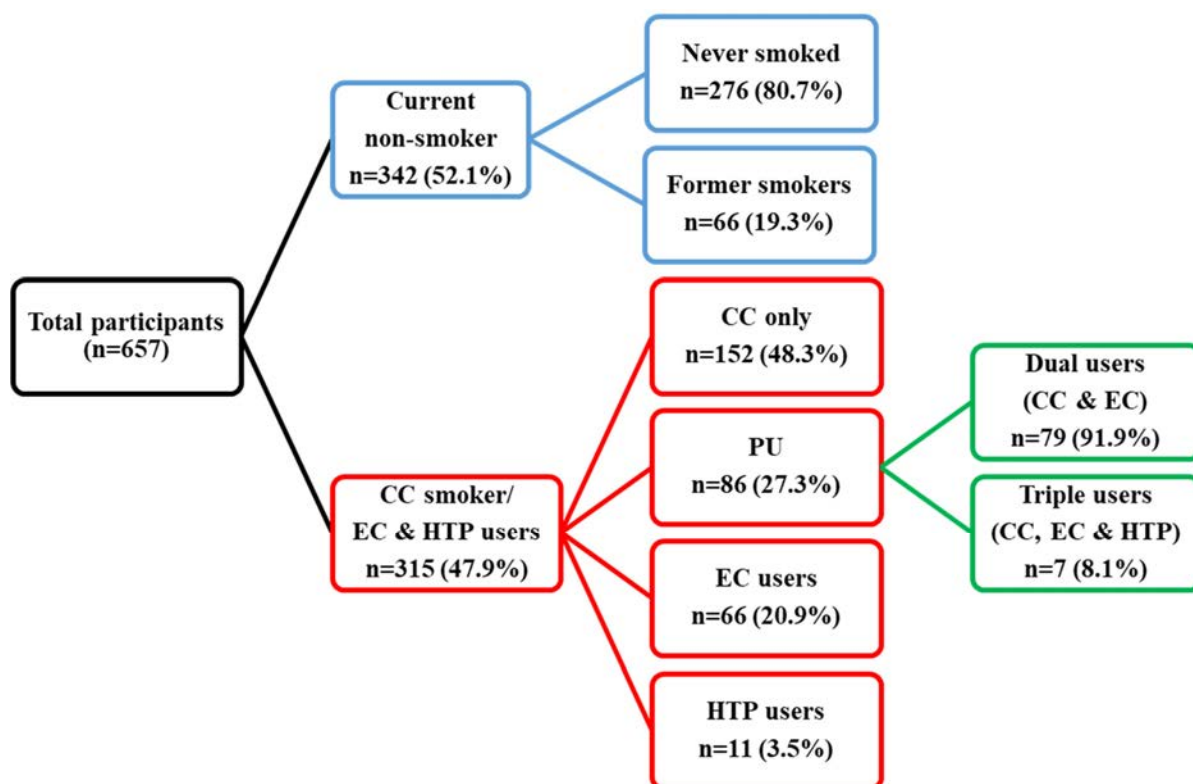 Total participants
(n=657)
Current
non-smoker
n=342 (52.1%)
Never smoked
n=276 (80.7%)
Former smokers
n=66 (19.3%)
CC smoker/
EC & HTP users
n=315 (47.9%)
CC only
n=152 (48.3%)
PU
n=86 (27.3%)
Dual users
(CC & EC)
n=79 (91.9%)
Triple users
(CC, EC & HTP)
n=7 (8.1%)
EC users
n=66 (20.9%)
HTP users
n=11 (3.5%)